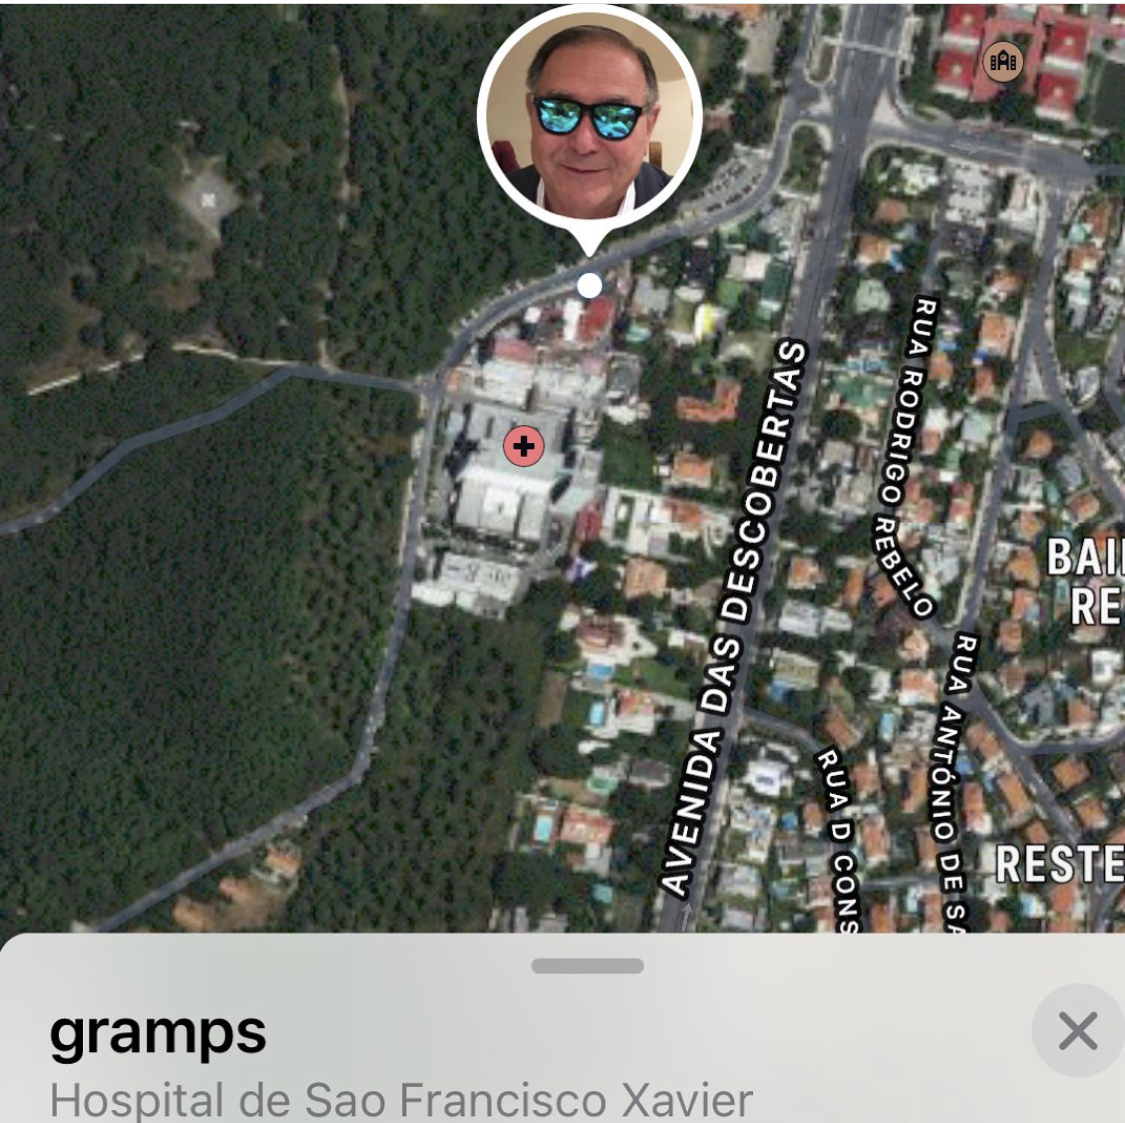 AVENIDA DAS DESCOBERTAS
RUA RODRIGO REBELO
BAI
RE
RUA ANTÓNIO DE SA
RUA D CONS
RESTE
gramps
Hospital de Sao Francisco Xavier